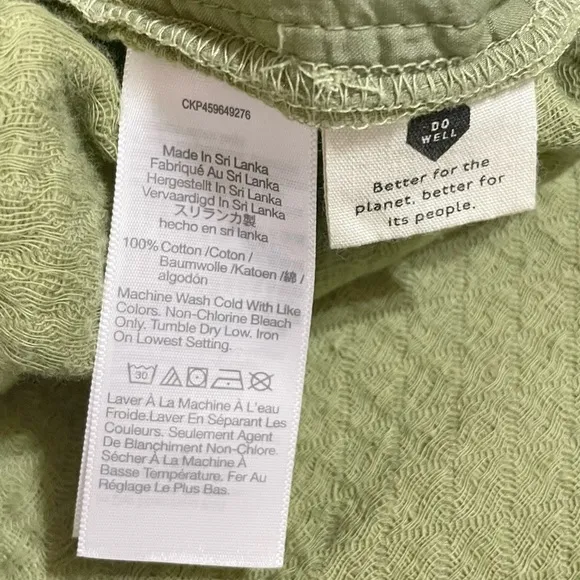 CKP459649276
Made In Sri Lanka
Fabriqué Au Sri Lanka
Hergestellt In Sri Lanka
Vervaardigd In Sri Lanka
スリランカ製
hecho en sri lanka
100% Cotton /Coton /
Baumwolle /Katoen /綿 /
algodón
Machine Wash Cold With Like
Colors. Non-Chlorine Bleach
Only. Tumble Dry Low. Iron
On Lowest Setting.
30
Laver À La Machine À L'eau
Froide.Laver En Séparant Les
Couleurs. Seulement Agent
De Blanchiment Non-Chlore.
Sécher À La Machine À
Basse Température. Fer Au
Réglage Le Plus Bas.
DO
WELL
Better for the
planet. better for
its people.